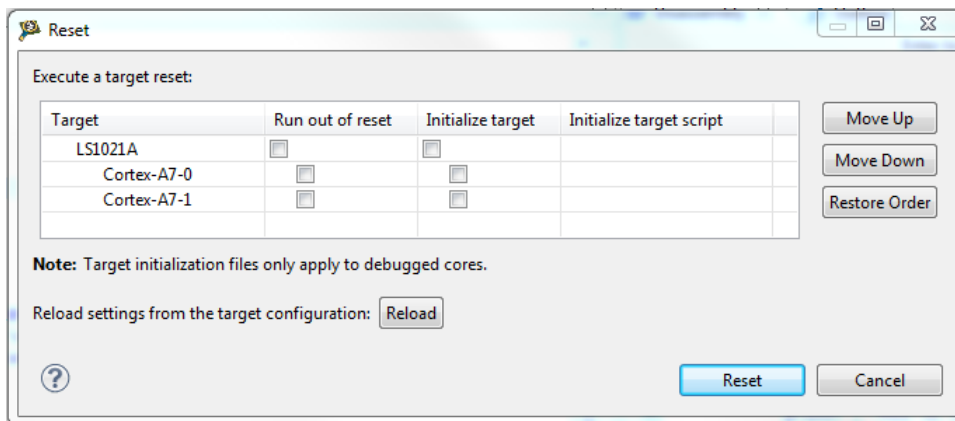 Reset
Execute a target reset:
Target Run out of reset Initialize target Initialize target script
LS1021A
Cortex-A7-0
Cortex-A7-1
Move Up
Move Down
Restore Order
Note: Target initialization files only apply to debugged cores.
Reload settings from the target configuration: Reload
?
Reset Cancel